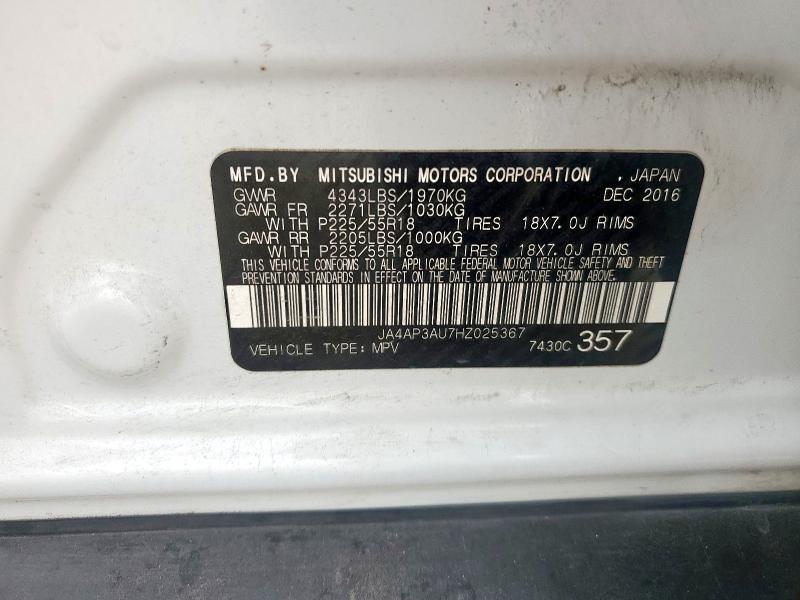 MFD.BY MITSUBISHI MOTORS CORPORATION , JAPAN
GVWR 4343LBS/1970KG DEC 2016
GAWR FR 2271LBS/1030KG
WITH P225/55R18 TIRES 18X7.0J RIMS
GAWR RR 2205LBS/1000KG
WITH P225/55R18 TIRES 18X7.0J RIMS
THIS VEHICLE CONFORMS TO ALL APPLICABLE FEDERAL MOTOR VEHICLE SAFETY AND THEFT
PREVENTION STANDARDS IN EFFECT ON THE DATE OF MANUFACTURE SHOWN ABOVE.
JA4AP3AU7HZ025367
VEHICLE TYPE: MPV 7430C 357